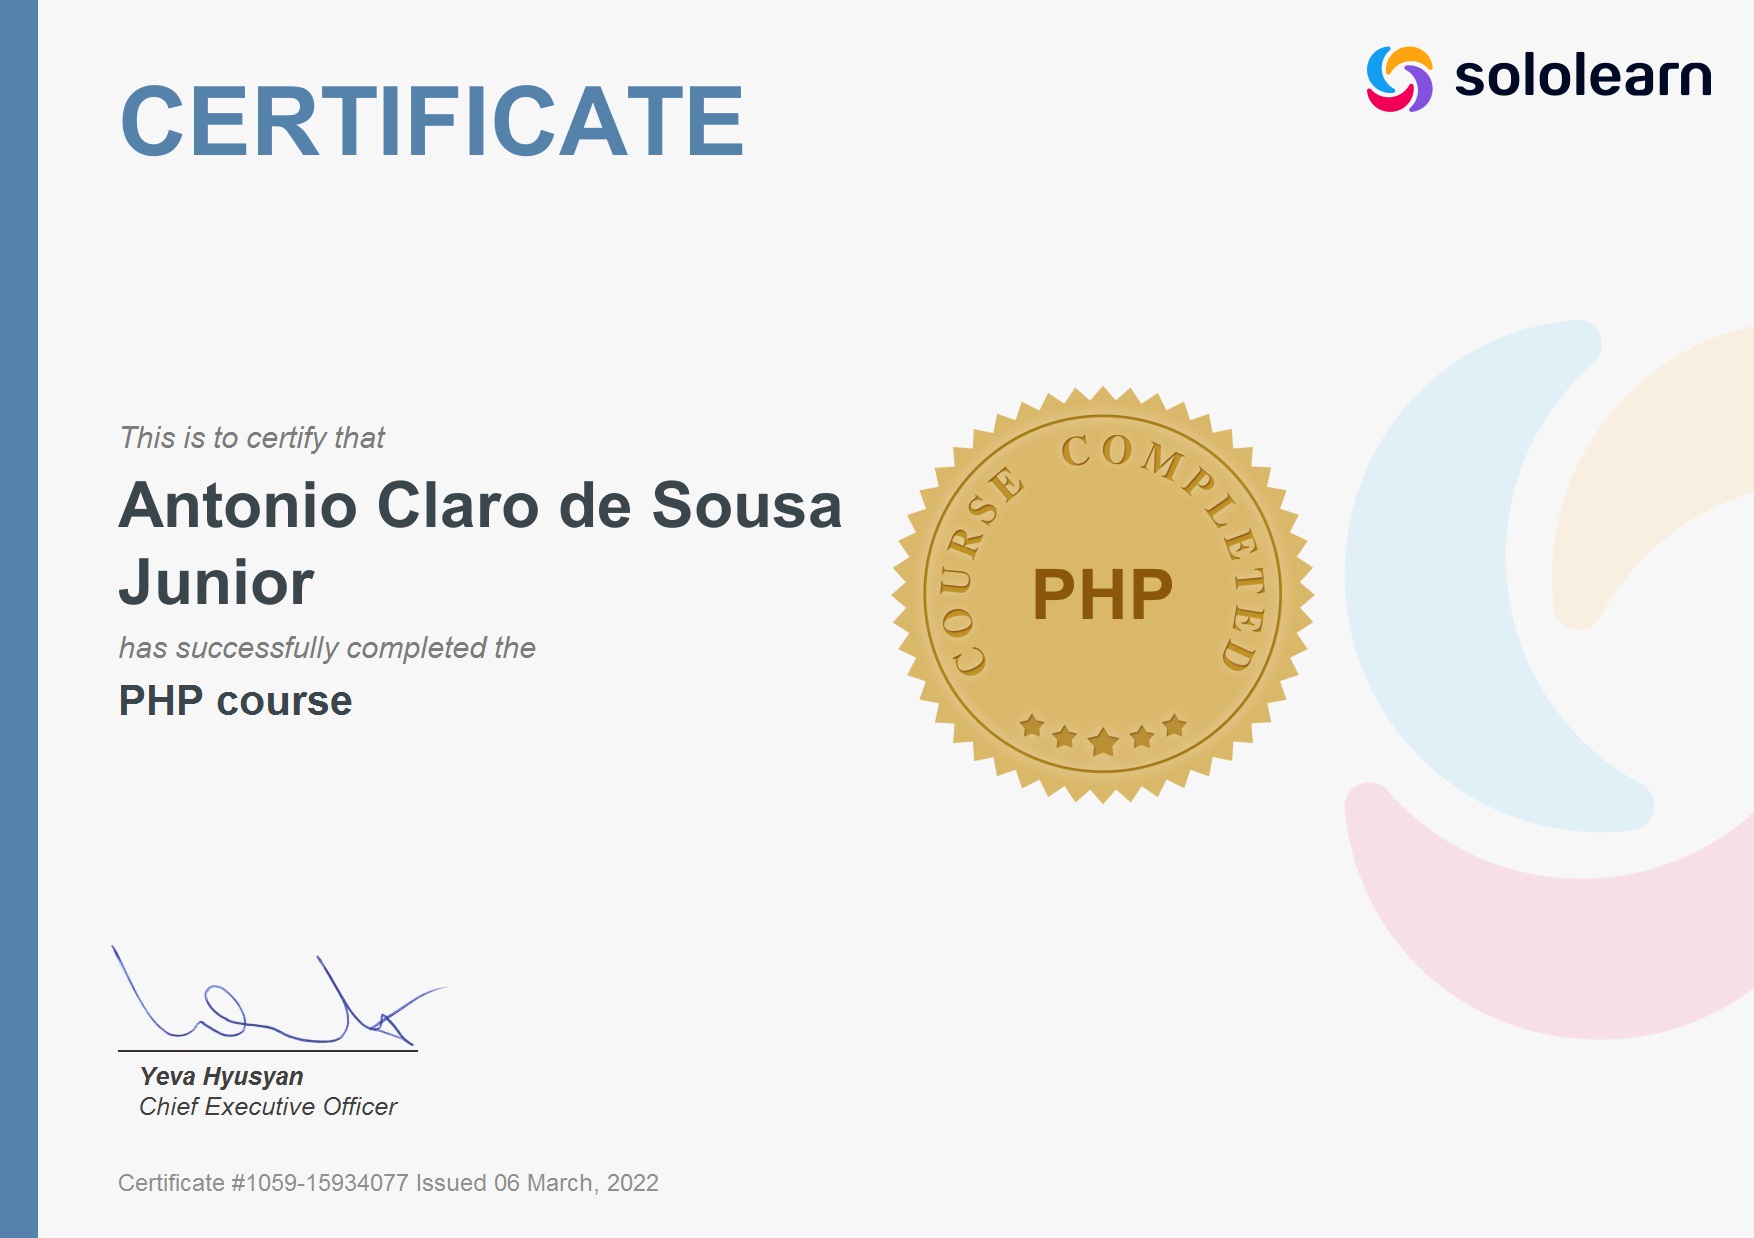 CERTIFICATE
sololearn
This is to certify that
Antonio Claro de Sousa
Junior
has successfully completed the
PHP course
COURSE COMPLETED
PHP
Yeva Hyusyan
Chief Executive Officer
Certificate #1059-15934077 Issued 06 March, 2022